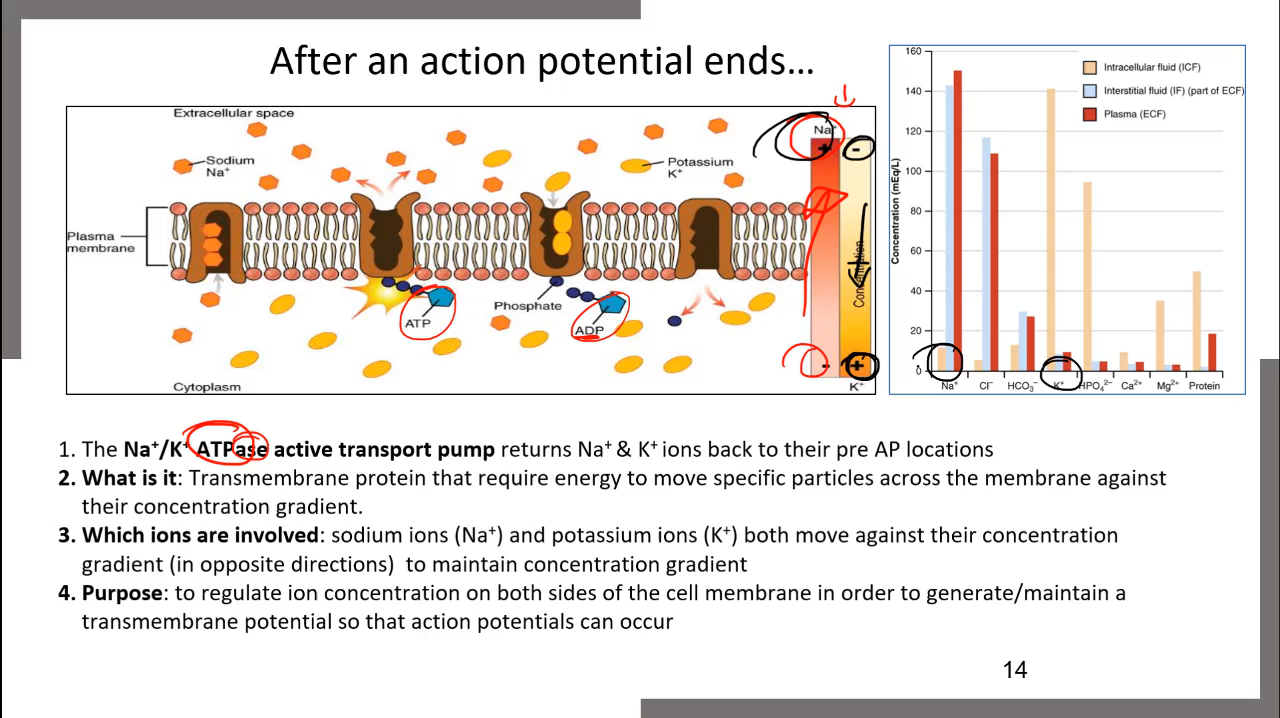 After an action potential ends…
Extracellular space
Sodium
Na⁺
Potassium
K⁺
Plasma
membrane
Phosphate
ATP
ADP
Cytoplasm
Na⁺
+
-
Concentration
-
+
K⁺
160
140
120
100
80
60
40
20
0
Concentration (mEq/L)
Intracellular fluid (ICF)
Interstitial fluid (IF) (part of ECF)
Plasma (ECF)
Na⁺ Cl⁻ HCO₃⁻ K⁺ HPO₄²⁻ Ca²⁺ Mg²⁺ Protein
1. The Na⁺/K⁺ ATPase active transport pump returns Na⁺ & K⁺ ions back to their pre AP locations
2. What is it: Transmembrane protein that require energy to move specific particles across the membrane against
their concentration gradient.
3. Which ions are involved: sodium ions (Na⁺) and potassium ions (K⁺) both move against their concentration
gradient (in opposite directions)  to maintain concentration gradient
4. Purpose: to regulate ion concentration on both sides of the cell membrane in order to generate/maintain a
transmembrane potential so that action potentials can occur
14